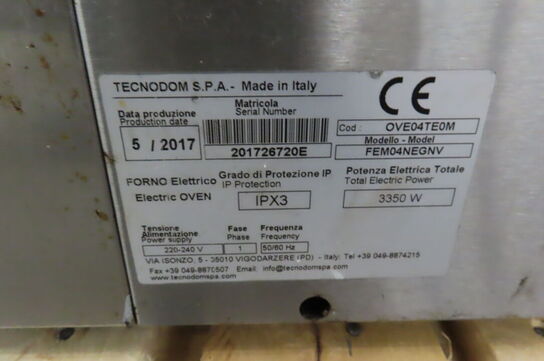 TECNODOM S.P.A. - Made in Italy
CE
Data produzione
Production date
Matricola
Serial Number
5 / 2017
201726720E
Cod : OVE04TE0M
Modello - Model
FEM04NEGNV
FORNO Elettrico
Electric OVEN
Grado di Protezione IP
IP Protection
IPX3
Potenza Elettrica Totale
Total Electric Power
3350 W
Tensione
Alimentazione
Power supply
220-240 V
Fase
Phase
1
Frequenza
Frequency
50/60 Hz
VIA ISONZO, 5 - 35010 VIGODARZERE (PD) - Italy: Tel +39 049-8874215
Fax +39 049-8870507 Email: info@tecnodomspa.com
www.tecnodomspa.com